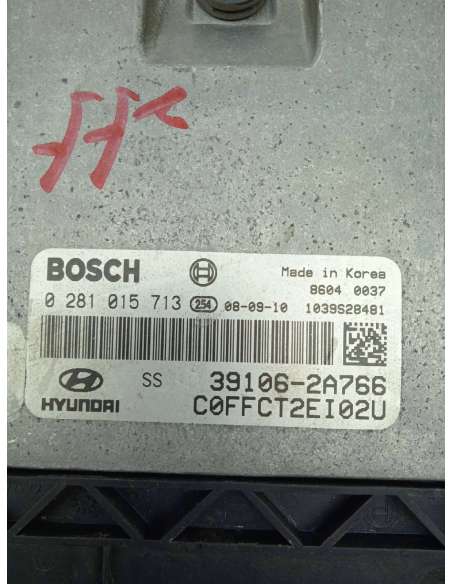 BOSCH
Made in Korea
8604 0037
0 281 015 713 254 08-09-10 1039S28481
SS 39106-2A766
HYUNDAI C0FFCT2EI02U